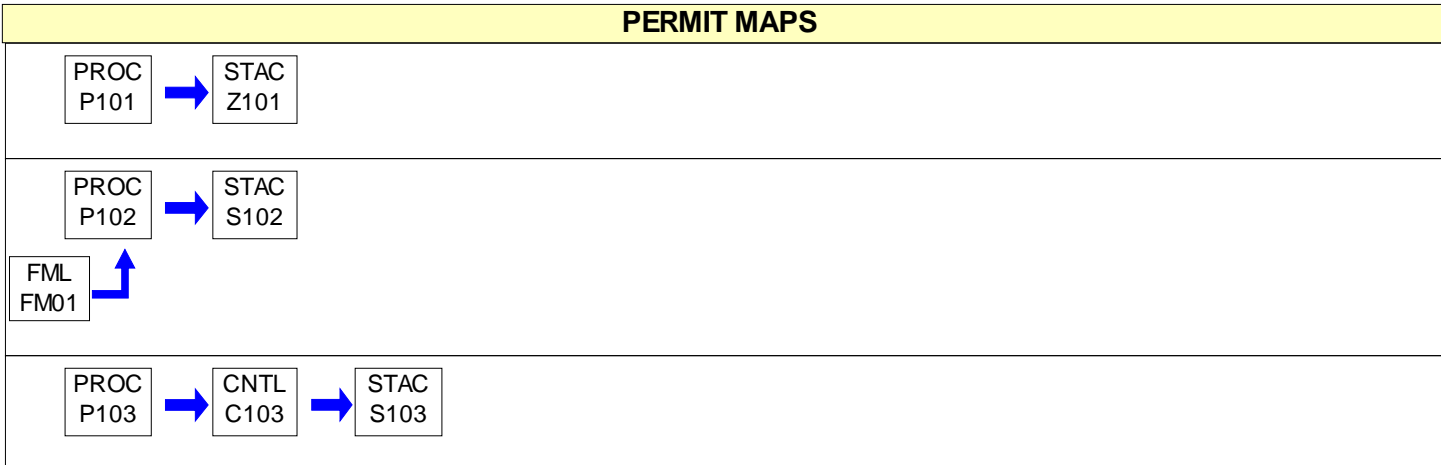 PERMIT MAPS
PROC
P101
STAC
Z101
PROC
P102
STAC
S102
FML
FM01
PROC
P103
CNTL
C103
STAC
S103